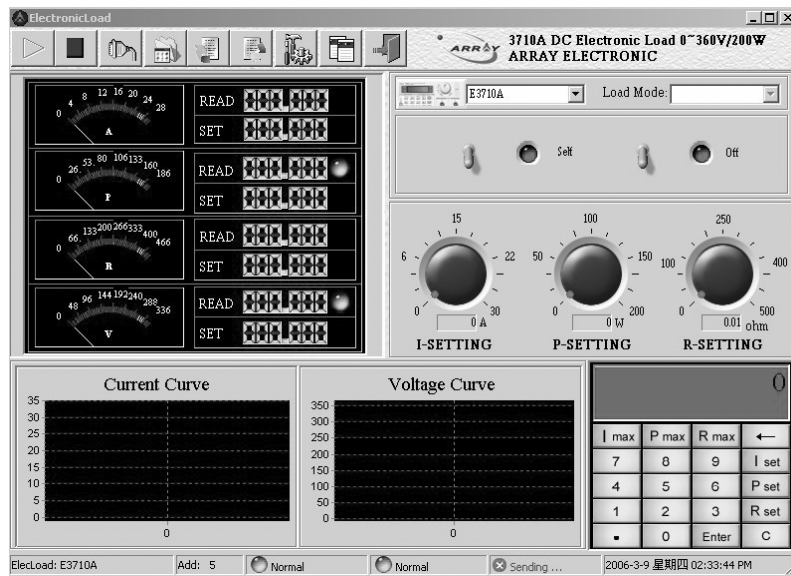 ElectronicLoad
ARRAY
3710A DC Electronic Load 0~360V/200W
ARRAY ELECTRONIC
0 4 8 12 16 20 24 28
A
READ
SET
E3710A
Load Mode:
0 26. 53. 80 106 133 160 186
P
READ
SET
Self
Off
0 66. 133 200 266 333 400 466
R
READ
SET
0 48 96 144 192 240 288 336
V
READ
SET
0 6 15 22 30
0 A
I-SETTING
0 50 100 150 200
0 W
P-SETTING
0 100 250 400 500
0.01 ohm
R-SETTING
Current Curve
35
30
25
20
15
10
5
0
0
Voltage Curve
350
300
250
200
150
100
50
0
0
0
I max P max R max ←
7 8 9 I set
4 5 6 P set
1 2 3 R set
. 0 Enter C
ElecLoad: E3710A Add: 5 Normal Normal Sending ... 2006-3-9 星期四 02:33:44 PM